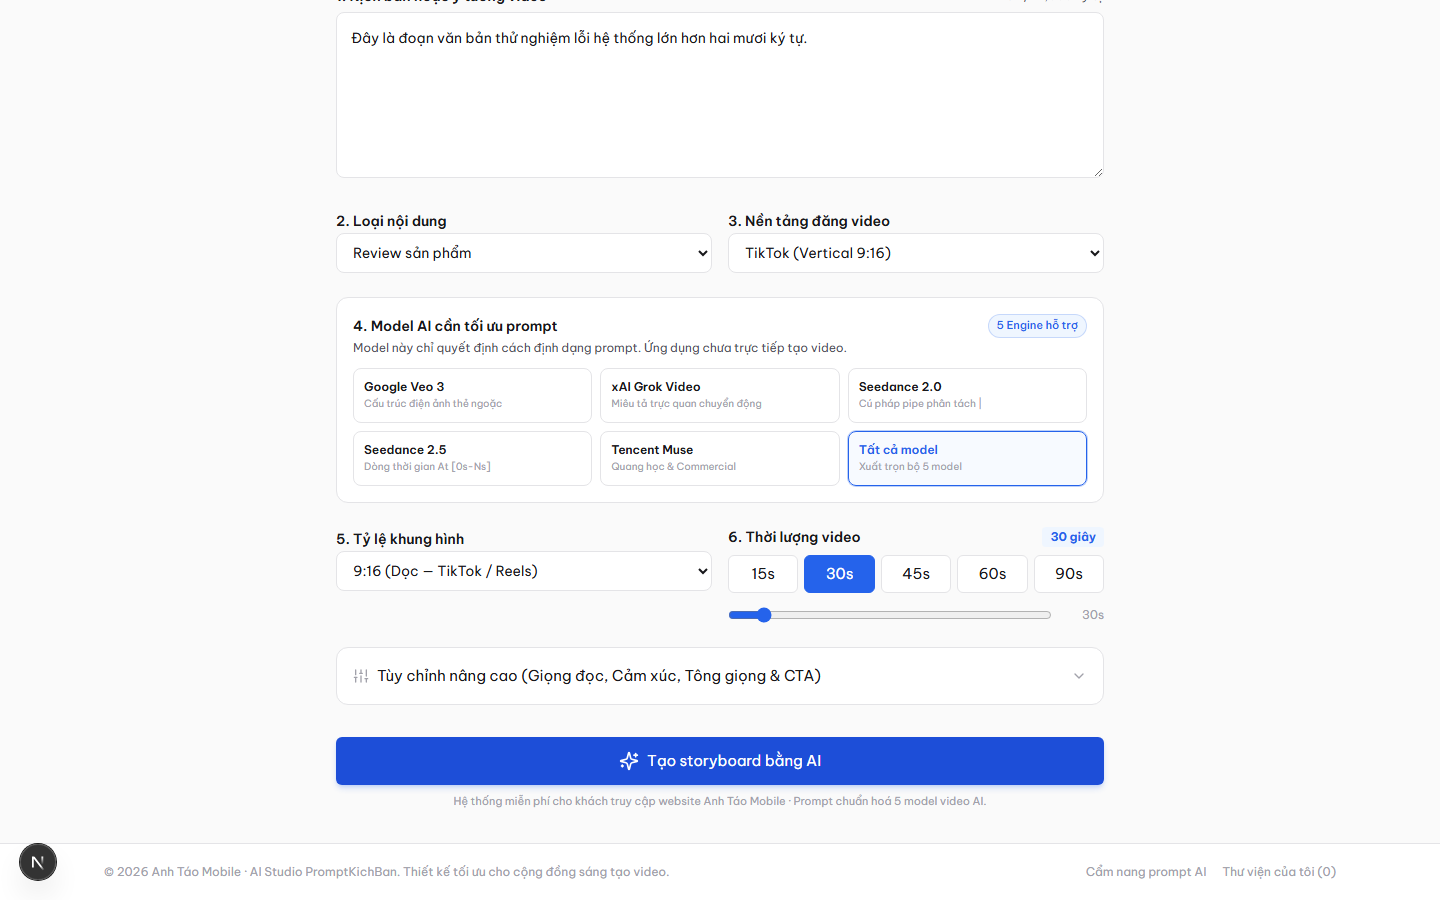 Đây là đoạn văn bản thử nghiệm lỗi hệ thống lớn hơn hai mươi ký tự.
2. Loại nội dung
3. Nền tảng đăng video
Review sản phẩm
TikTok (Vertical 9:16)
4. Model AI cần tối ưu prompt
5 Engine hỗ trợ
Model này chỉ quyết định cách định dạng prompt. Ứng dụng chưa trực tiếp tạo video.
Google Veo 3
Cấu trúc điện ảnh thẻ ngoặc
xAI Grok Video
Miêu tả trực quan chuyển động
Seedance 2.0
Cú pháp pipe phân tách |
Seedance 2.5
Dòng thời gian At [0s-Ns]
Tencent Muse
Quang học & Commercial
Tất cả model
Xuất trọn bộ 5 model
5. Tỷ lệ khung hình
6. Thời lượng video
30 giây
9:16 (Dọc — TikTok / Reels)
15s
30s
45s
60s
90s
30s
Tùy chỉnh nâng cao (Giọng đọc, Cảm xúc, Tông giọng & CTA)
Tạo storyboard bằng AI
Hệ thống miễn phí cho khách truy cập website Anh Táo Mobile · Prompt chuẩn hoá 5 model video AI.
N
© 2026 Anh Táo Mobile · AI Studio PromptKichBan. Thiết kế tối ưu cho cộng đồng sáng tạo video.
Cẩm nang prompt AI
Thư viện của tôi (0)